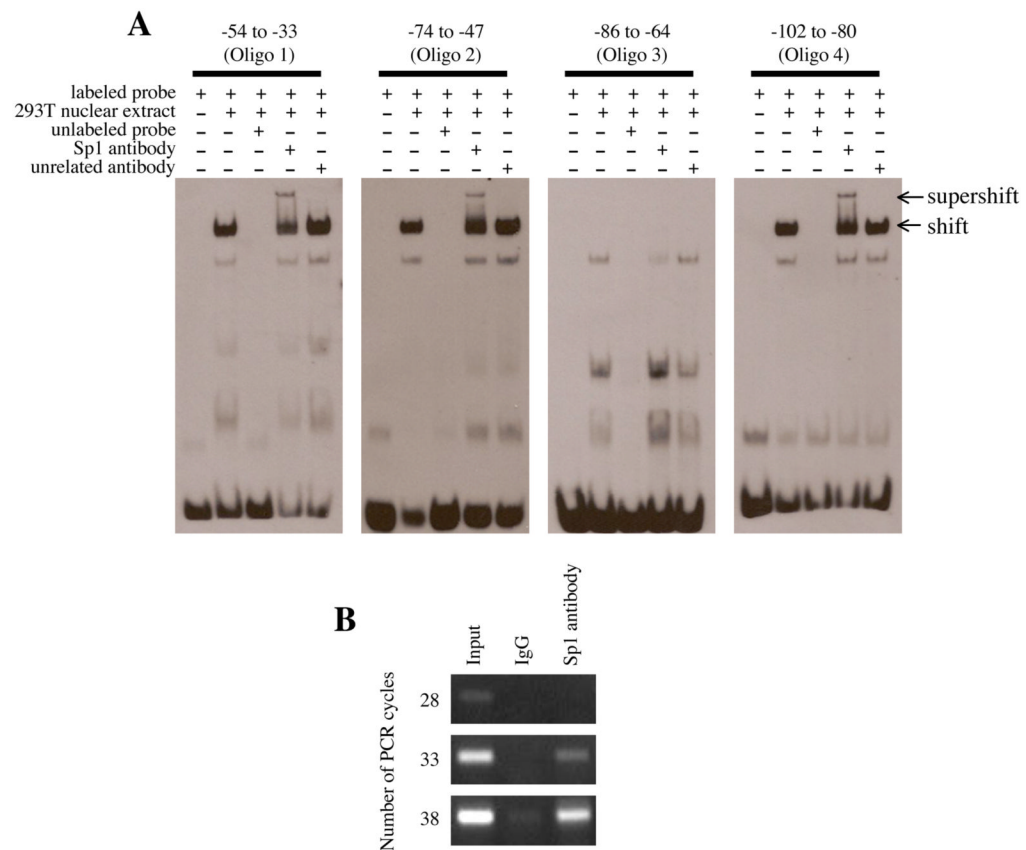 A
-54 to -33 -74 to -47 -86 to -64 -102 to -80
(Oligo 1) (Oligo 2) (Oligo 3) (Oligo 4)
labeled probe + + + + + + + + + + + + + + + + + + + +
293T nuclear extract - + + + + - + + + + - + + + + - + + + +
unlabeled probe - - + - - - - + - - - - + - - - - + - -
Sp1 antibody - - - + - - - - + - - - - + - - - - + -
unrelated antibody - - - - + - - - - + - - - - + - - - - +
← supershift
← shift
B
Input IgG Sp1 antibody
Number of PCR cycles
28
33
38